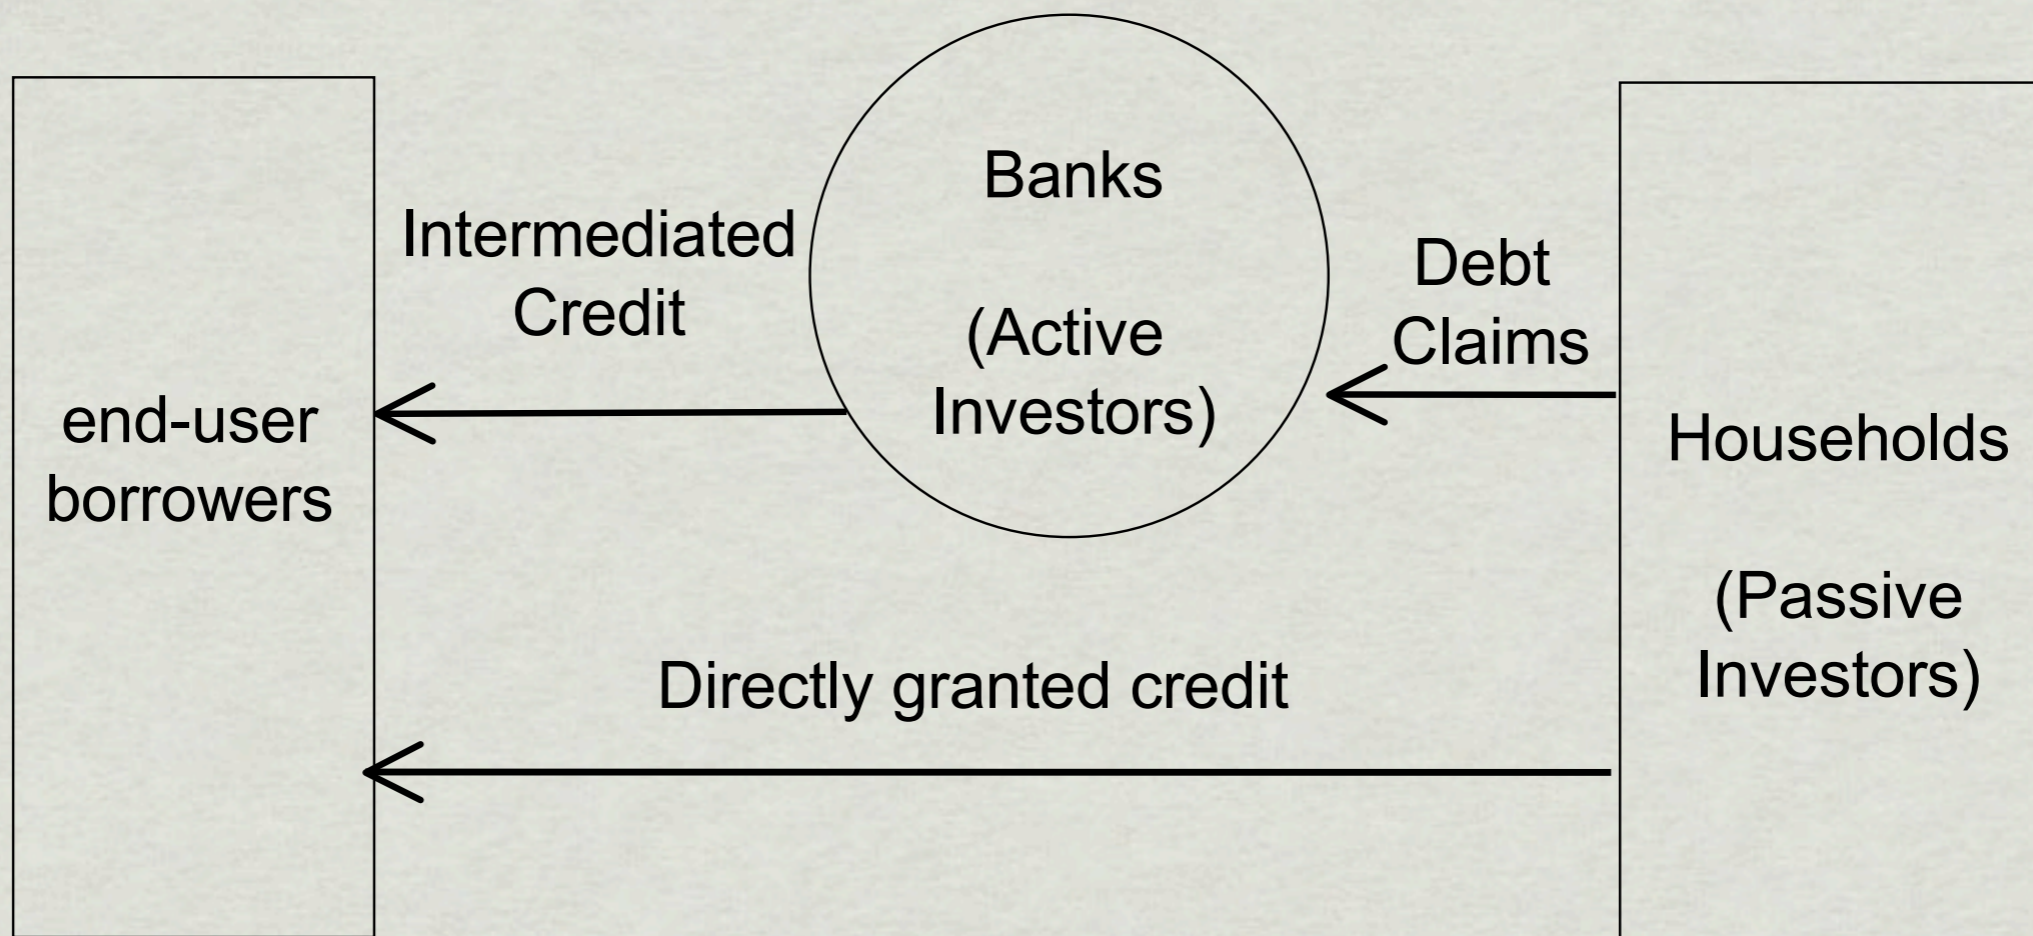 end-user
borrowers
Intermediated
Credit
Banks
(Active
Investors)
Debt
Claims
Households
(Passive
Investors)
Directly granted credit